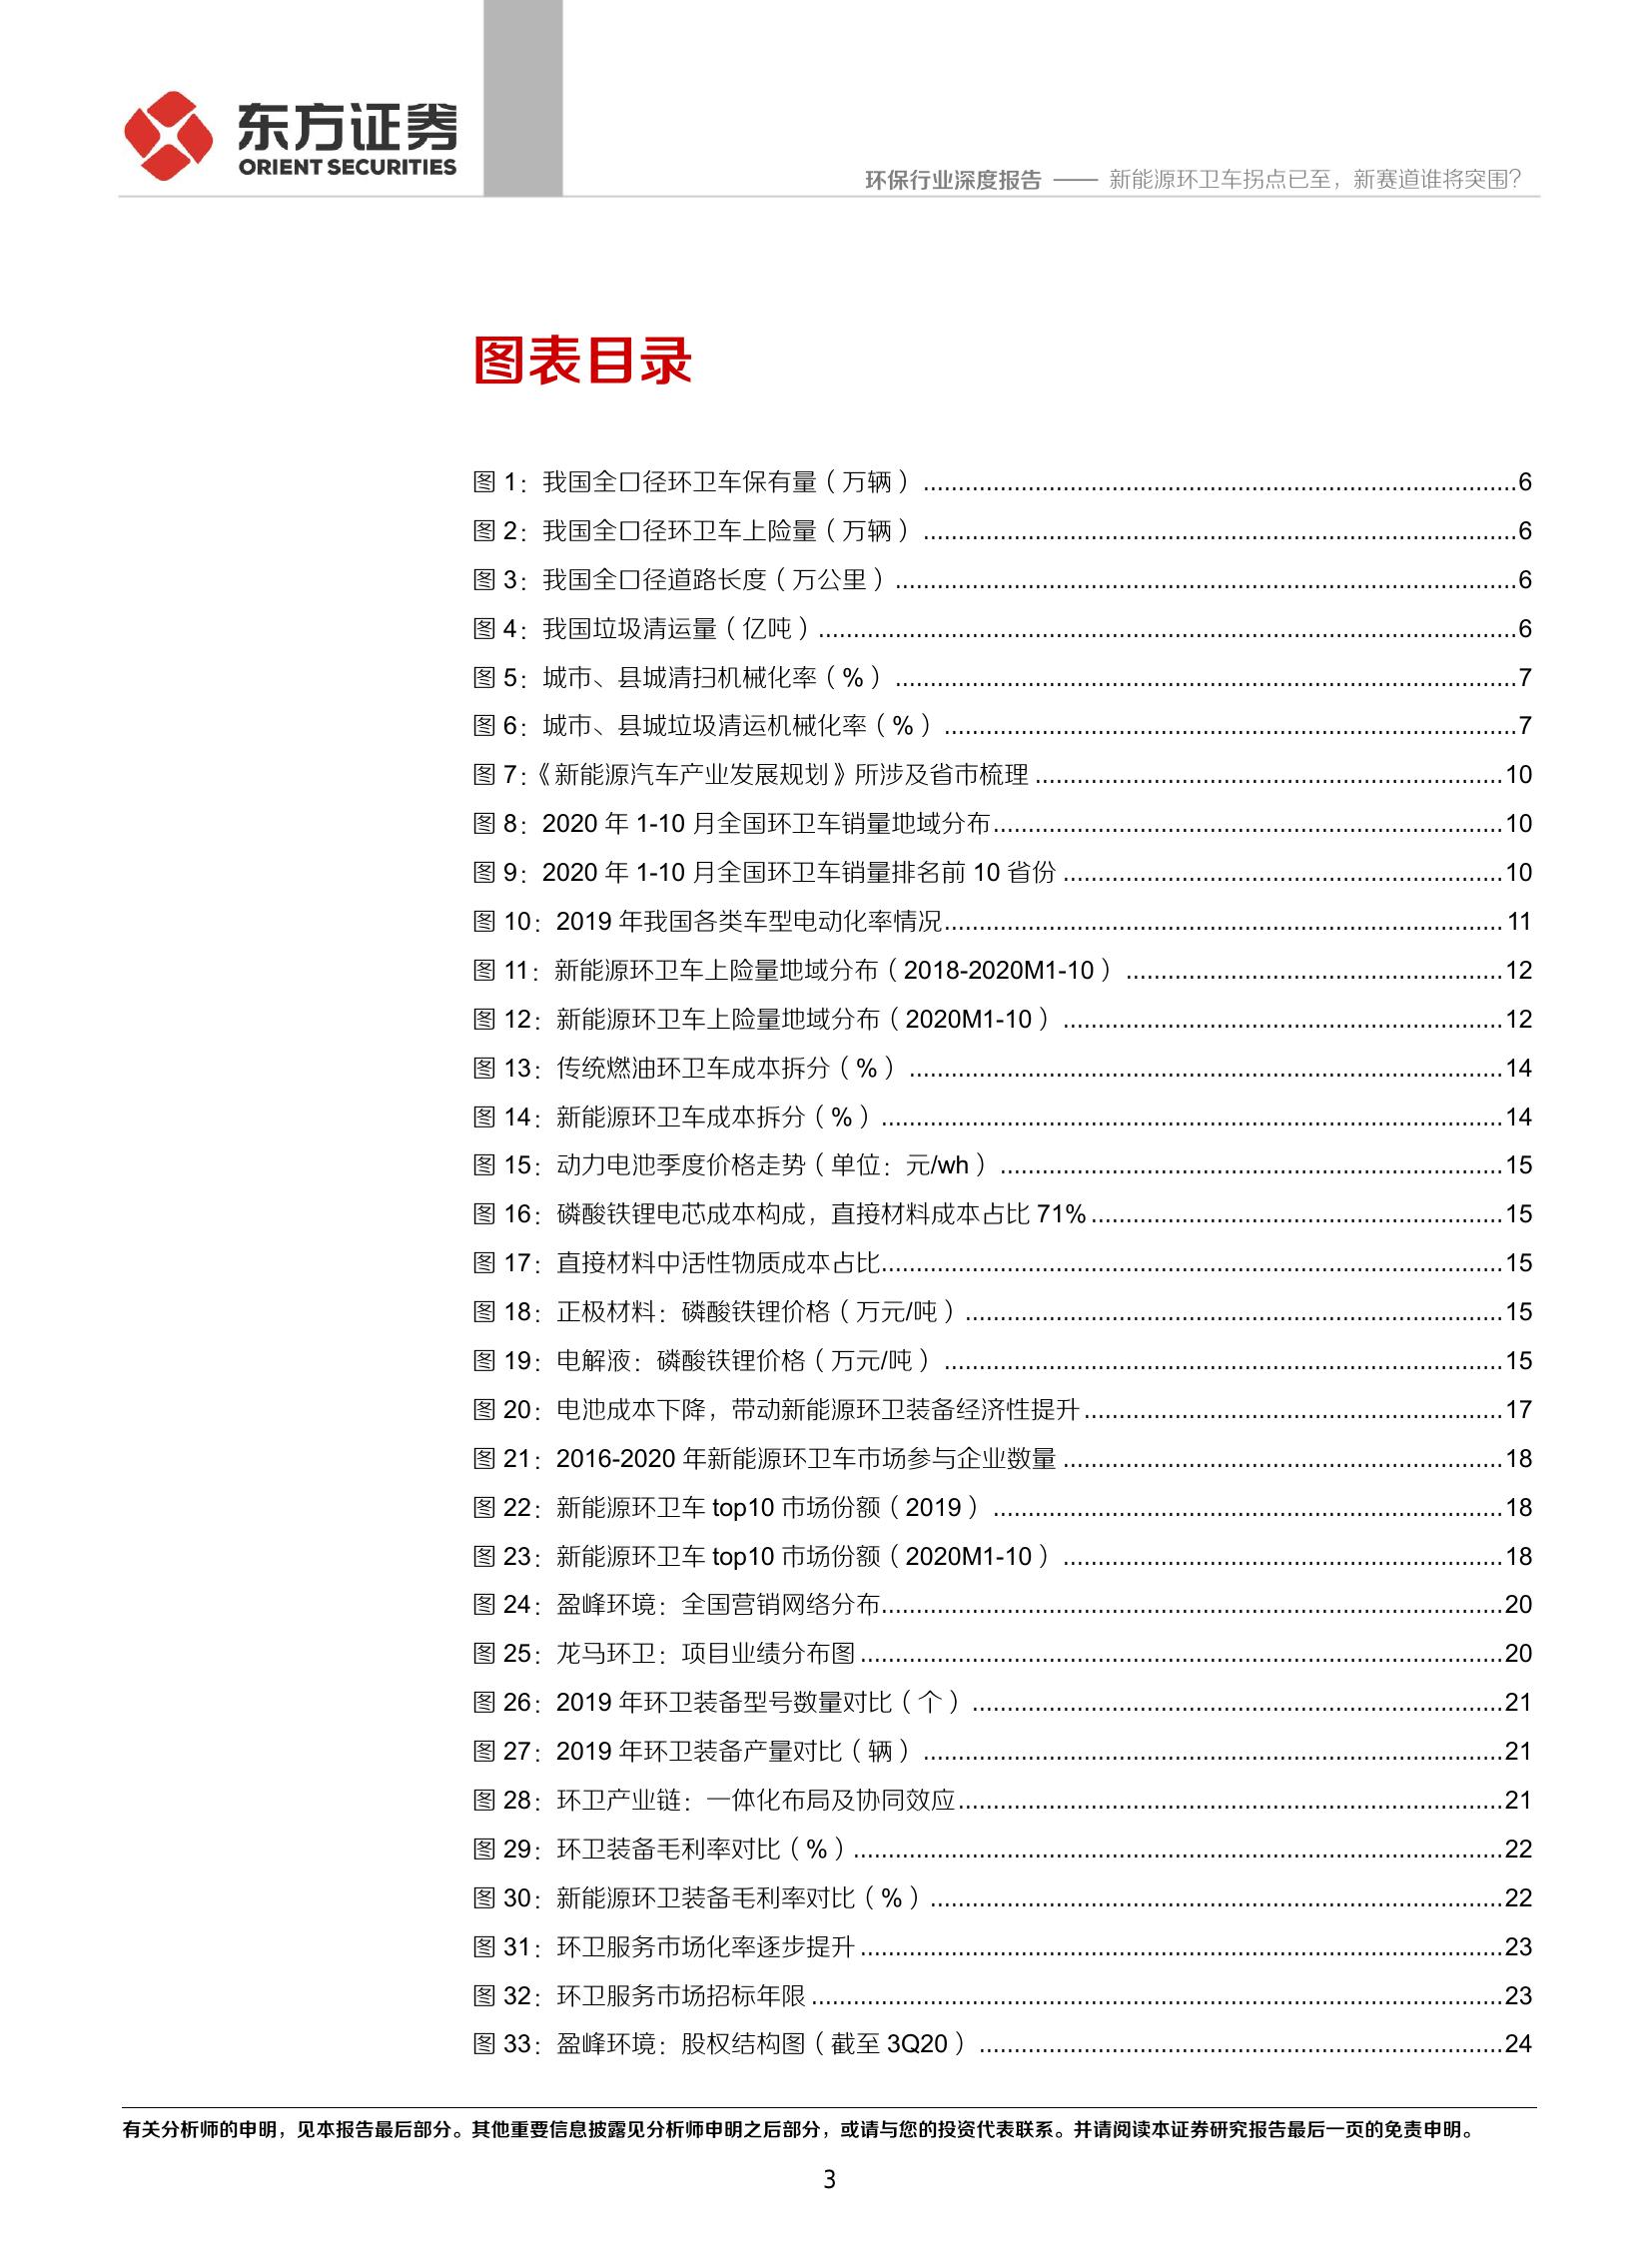 东方证券
ORIENT SECURITIES
环保行业深度报告 —— 新能源环卫车拐点已至，新赛道谁将突围？
图表目录
图 1：我国全口径环卫车保有量（万辆）......6
图 2：我国全口径环卫车上险量（万辆）......6
图 3：我国全口径道路长度（万公里）......6
图 4：我国垃圾清运量（亿吨）......6
图 5：城市、县城清扫机械化率（%）......7
图 6：城市、县城垃圾清运机械化率（%）......7
图 7：《新能源汽车产业发展规划》所涉及省市梳理......10
图 8：2020 年 1-10 月全国环卫车销量地域分布......10
图 9：2020 年 1-10 月全国环卫车销量排名前 10 省份......10
图 10：2019 年我国各类车型电动化率情况......11
图 11：新能源环卫车上险量地域分布（2018-2020M1-10）......12
图 12：新能源环卫车上险量地域分布（2020M1-10）......12
图 13：传统燃油环卫车成本拆分（%）......14
图 14：新能源环卫车成本拆分（%）......14
图 15：动力电池季度价格走势（单位：元/wh）......15
图 16：磷酸铁锂电芯成本构成，直接材料成本占比 71%......15
图 17：直接材料中活性物质成本占比......15
图 18：正极材料：磷酸铁锂价格（万元/吨）......15
图 19：电解液：磷酸铁锂价格（万元/吨）......15
图 20：电池成本下降，带动新能源环卫装备经济性提升......17
图 21：2016-2020 年新能源环卫车市场参与企业数量......18
图 22：新能源环卫车 top10 市场份额（2019）......18
图 23：新能源环卫车 top10 市场份额（2020M1-10）......18
图 24：盈峰环境：全国营销网络分布......20
图 25：龙马环卫：项目业绩分布图......20
图 26：2019 年环卫装备型号数量对比（个）......21
图 27：2019 年环卫装备产量对比（辆）......21
图 28：环卫产业链：一体化布局及协同效应......21
图 29：环卫装备毛利率对比（%）......22
图 30：新能源环卫装备毛利率对比（%）......22
图 31：环卫服务市场化率逐步提升......23
图 32：环卫服务市场招标年限......23
图 33：盈峰环境：股权结构图（截至 3Q20）......24
有关分析师的申明，见本报告最后部分。其他重要信息披露见分析师申明之后部分，或请与您的投资代表联系。并请阅读本证券研究报告最后一页的免责申明。
3